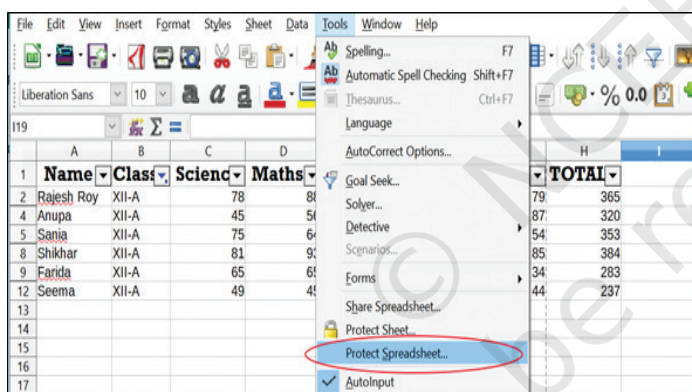 File Edit View Insert Format Styles Sheet Data Tools Window Help
Spelling... F7
Automatic Spell Checking Shift+F7
Liberation Sans 10 Thesaurus... Ctrl+F7 % 0.0
I19 Language
A B C D AutoCorrect Options... H I
1 Name Class Scienc Maths Goal Seek... TOTAL
2 Rajesh Roy XII-A 78 88 Solver... 79 365
4 Anupa XII-A 45 Detective 87 320
5 Sania XII-A 75 54 353
8 Shikhar XII-A 81 Scenarios... 85 384
9 Farida XII-A 65 Forms 34 283
12 Seema XII-A 49 Share Spreadsheet... 44 237
13
14 Protect Sheet...
15 Protect Spreadsheet...
16
17 AutoInput